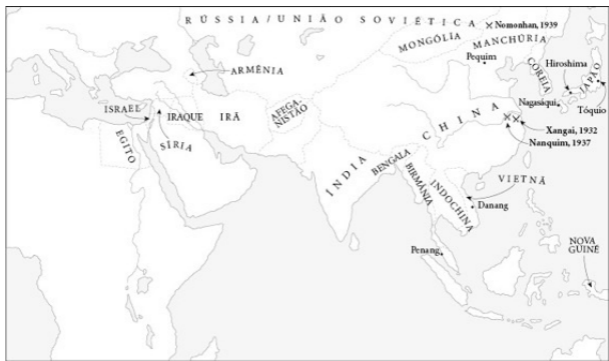 RÚSSIA/UNIÃO SOVIÉTICA
Nomonhan, 1939
MONGÓLIA
MANCHÚRIA
Pequim
Hiroshima
COREIA
JAPÃO
ARMÊNIA
AFEGA-
NISTÃO
Nagasáqui
Tóquio
ISRAEL
IRAQUE
IRÃ
CHINA
Xangai, 1932
Nanquim, 1937
EGITO
SÍRIA
ÍNDIA
BENGALA
BIRMÂNIA
INDOCHINA
VIETNÃ
Danang
Penang
NOVA
GUINÉ